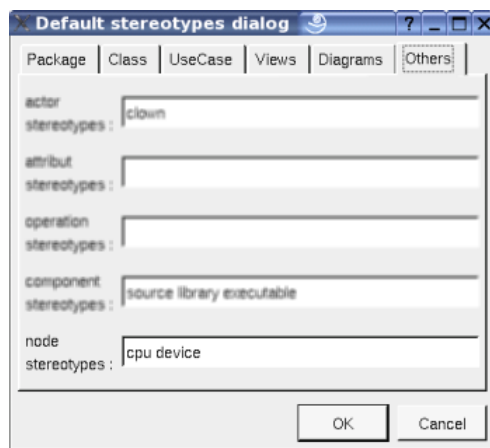 Default stereotypes dialog
Package Class UseCase Views Diagrams Others
actor
stereotypes :
clown
attribut
stereotypes :
operation
stereotypes :
component
stereotypes :
source library executable
node
stereotypes :
cpu device
OK Cancel